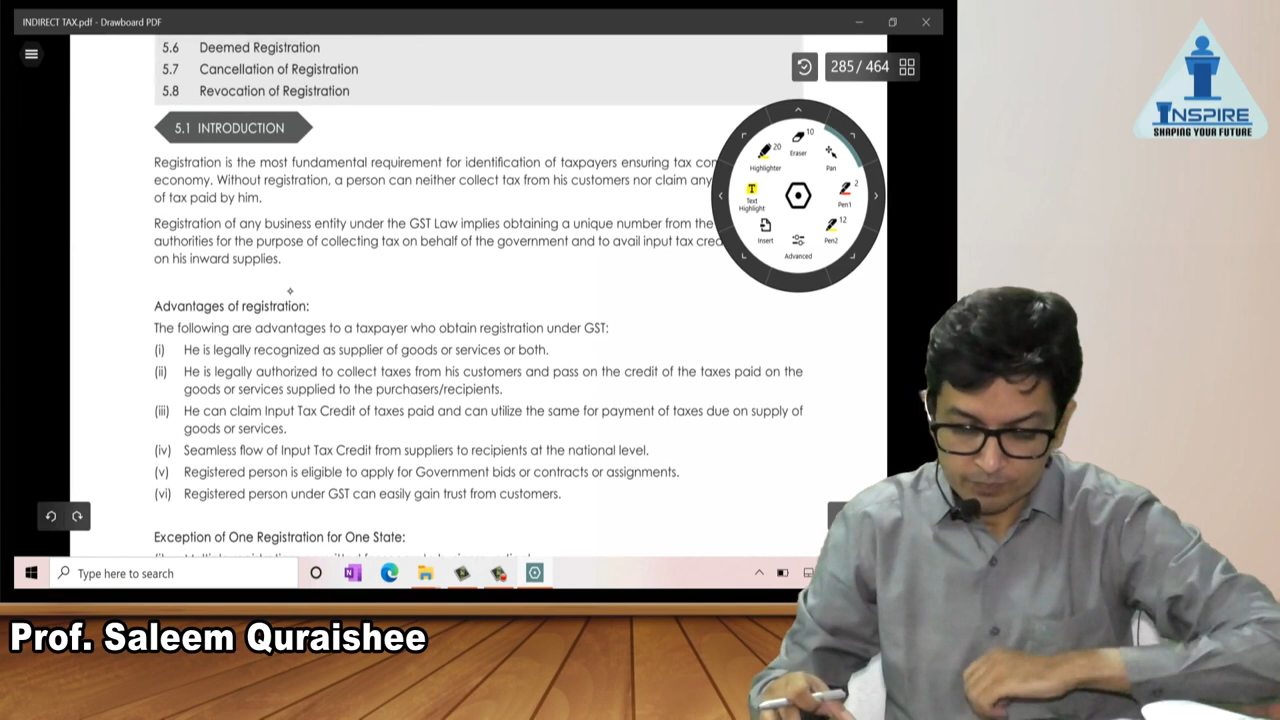 INDIRECT TAX.pdf - Drawboard PDF
5.6 Deemed Registration
5.7 Cancellation of Registration
5.8 Revocation of Registration
285 / 464
5.1 INTRODUCTION
Registration is the most fundamental requirement for identification of taxpayers ensuring tax com
economy. Without registration, a person can neither collect tax from his customers nor claim any
of tax paid by him.
Registration of any business entity under the GST Law implies obtaining a unique number from the
authorities for the purpose of collecting tax on behalf of the government and to avail input tax cred
on his inward supplies.
Advantages of registration:
The following are advantages to a taxpayer who obtain registration under GST:
(i) He is legally recognized as supplier of goods or services or both.
(ii) He is legally authorized to collect taxes from his customers and pass on the credit of the taxes paid on the
goods or services supplied to the purchasers/recipients.
(iii) He can claim Input Tax Credit of taxes paid and can utilize the same for payment of taxes due on supply of
goods or services.
(iv) Seamless flow of Input Tax Credit from suppliers to recipients at the national level.
(v) Registered person is eligible to apply for Government bids or contracts or assignments.
(vi) Registered person under GST can easily gain trust from customers.
Exception of One Registration for One State:
10
Eraser
20
Highlighter
Pan
T
Text
Highlight
2
Pen1
Insert
12
Pen2
Advanced
Type here to search
INSPIRE
SHAPING YOUR FUTURE
Prof. Saleem Quraishee